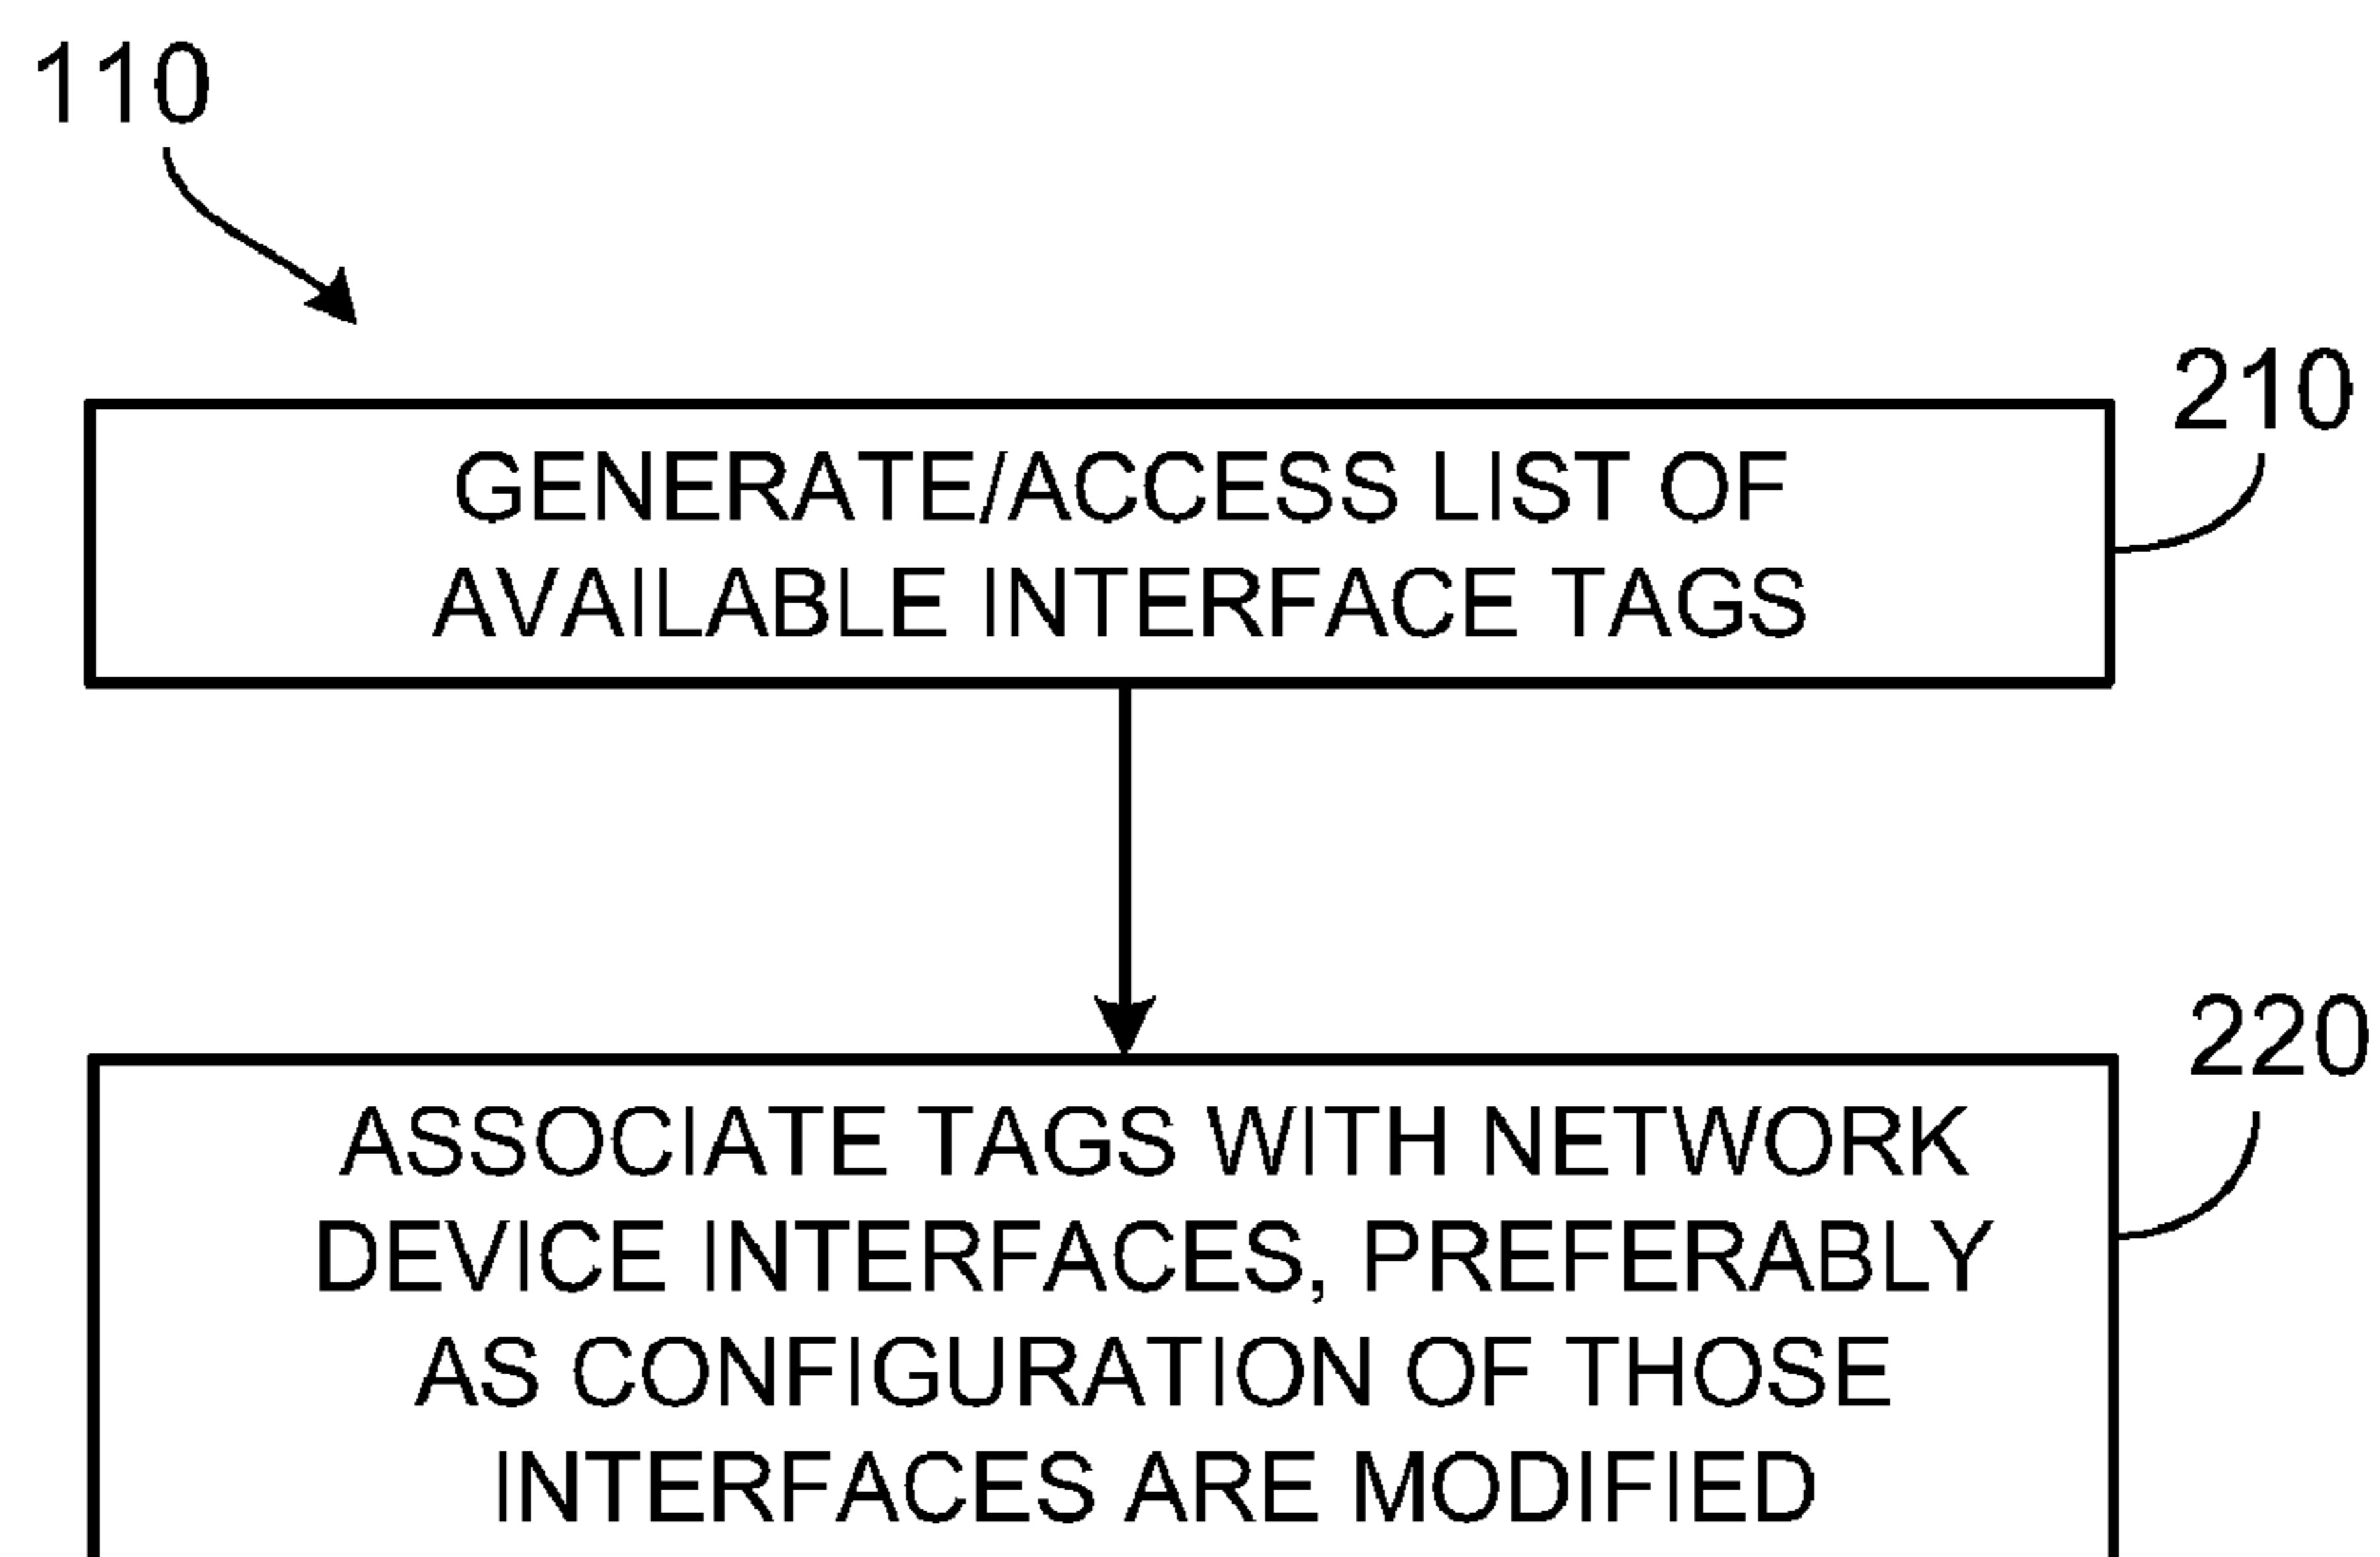 110
210
GENERATE/ACCESS LIST OF
AVAILABLE INTERFACE TAGS
220
ASSOCIATE TAGS WITH NETWORK
DEVICE INTERFACES, PREFERABLY
AS CONFIGURATION OF THOSE
INTERFACES ARE MODIFIED